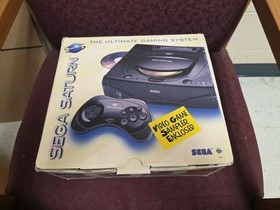 THE ULTIMATE GAMING SYSTEM
SEGA SATURN
VIDEO GAME
SAMPLER
ENCLOSED
SEGA